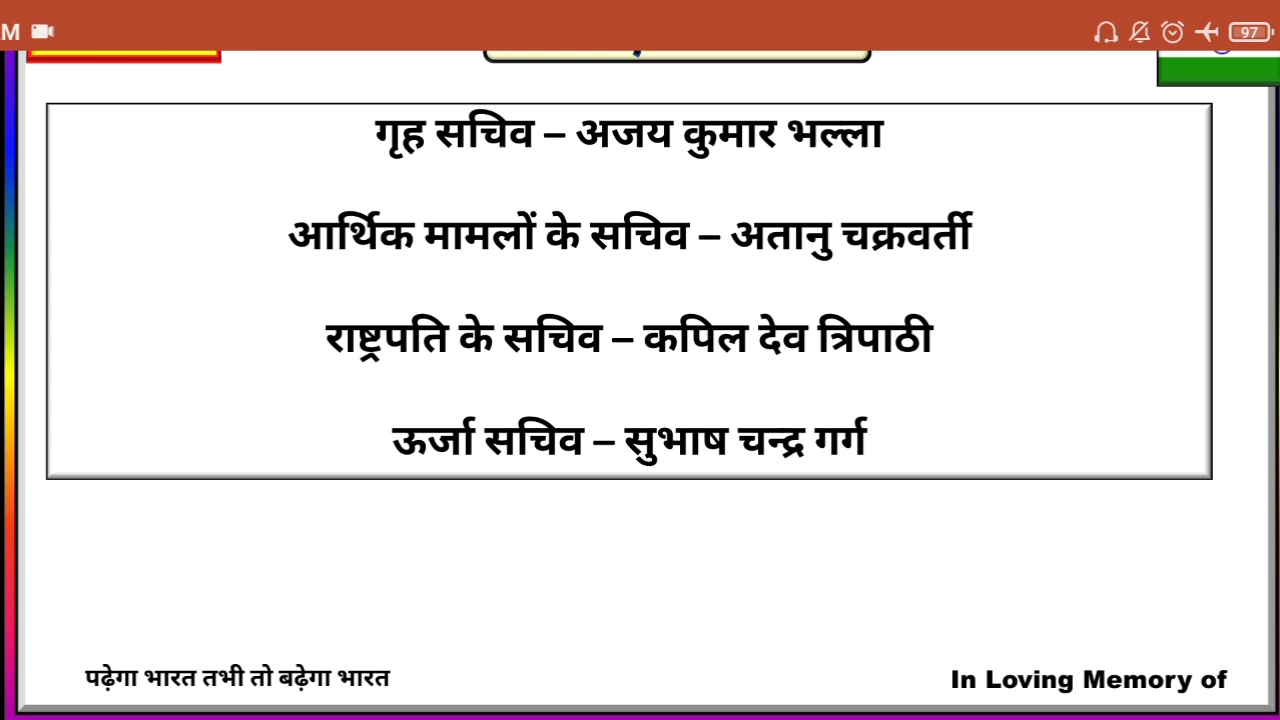 M
97
गृह सचिव – अजय कुमार भल्ला
आर्थिक मामलों के सचिव – अतानु चक्रवर्ती
राष्ट्रपति के सचिव – कपिल देव त्रिपाठी
ऊर्जा सचिव – सुभाष चन्द्र गर्ग
पढ़ेगा भारत तभी तो बढ़ेगा भारत
In Loving Memory of